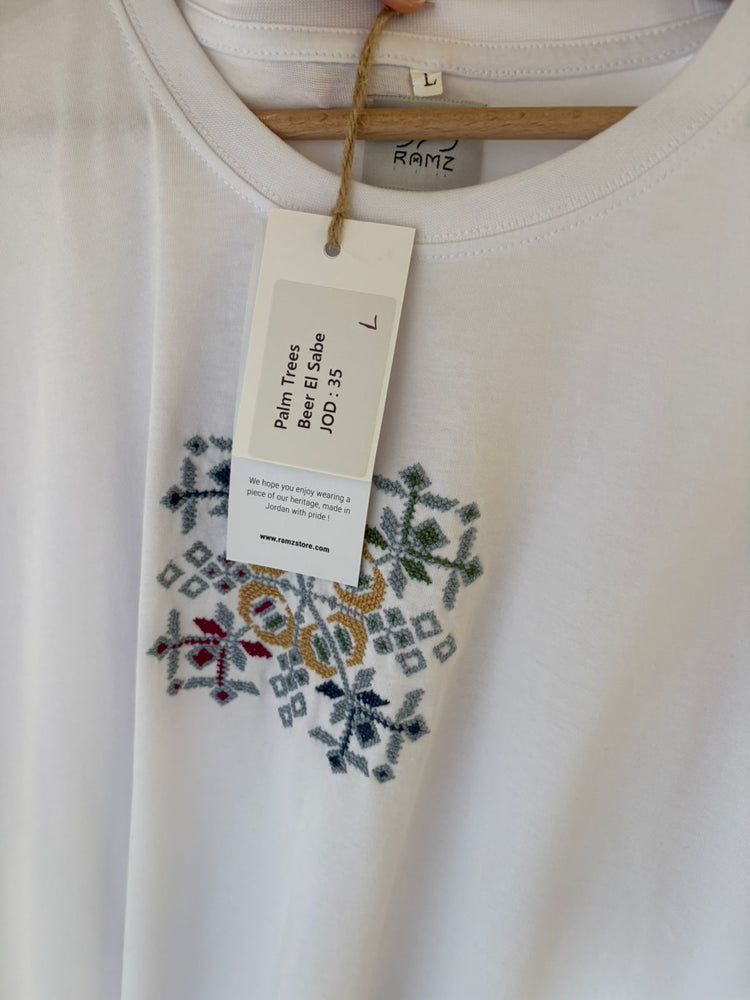 L
RAMZ
L
Palm Trees
Beer El Sabe
JOD : 35
We hope you enjoy wearing a
piece of our heritage, made in
Jordan with pride !
www.ramzstore.com